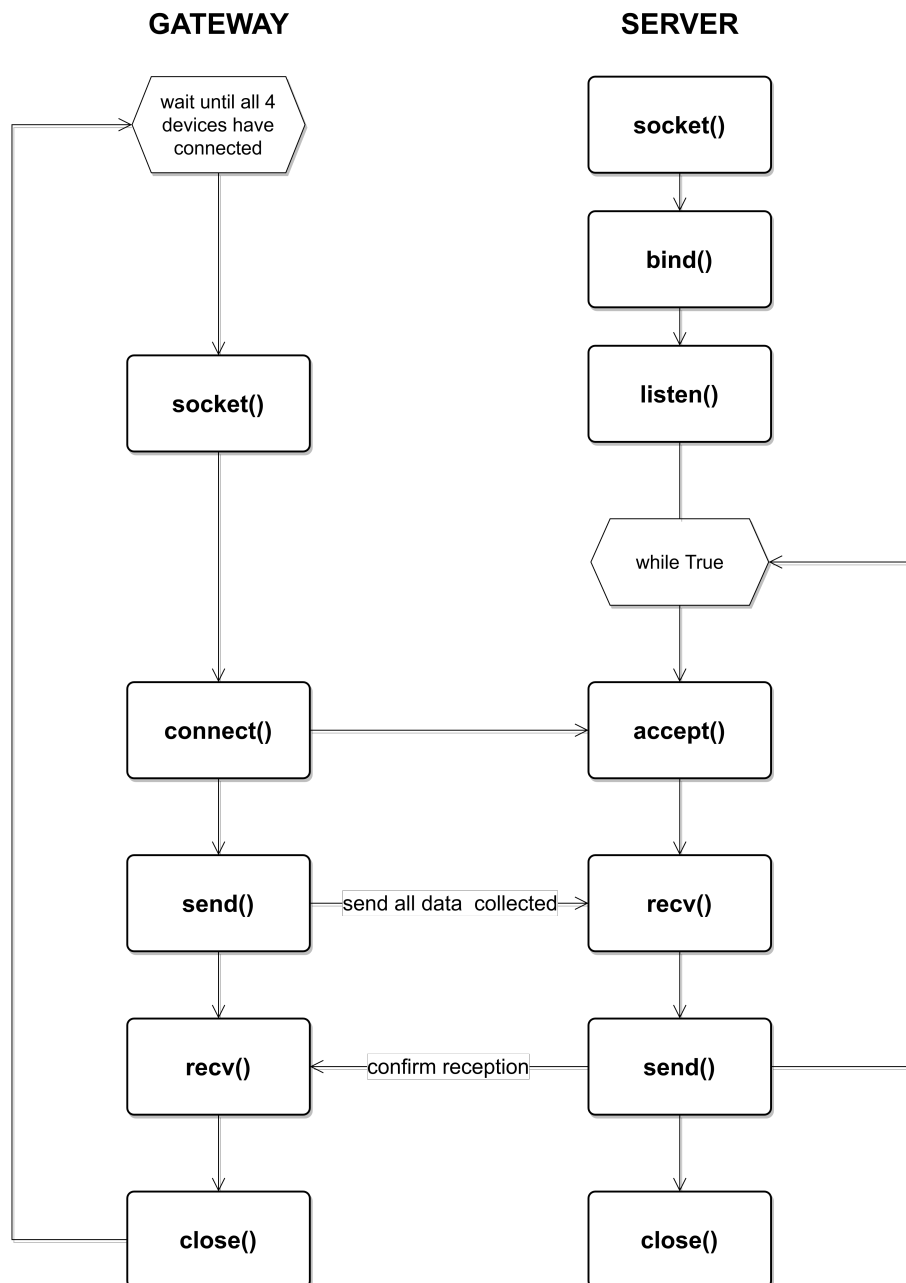 GATEWAY
SERVER
wait until all 4
devices have
connected
socket()
bind()
listen()
socket()
while True
connect()
accept()
send()
send all data  collected
recv()
recv()
confirm reception
send()
close()
close()